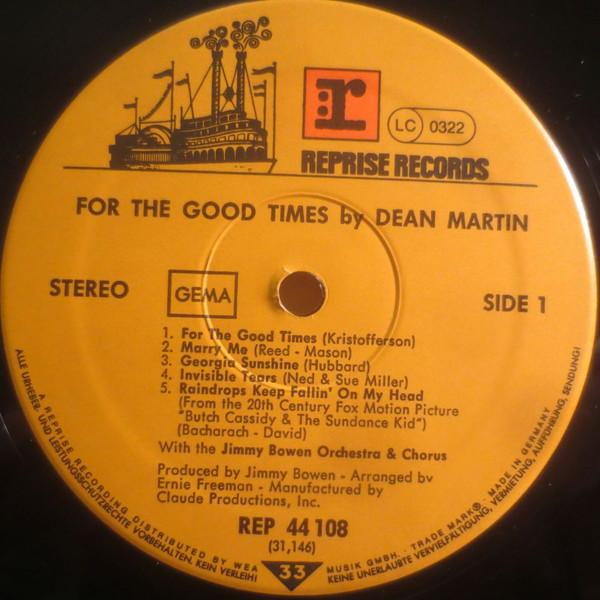 r
LC 0322
REPRISE RECORDS
FOR THE GOOD TIMES by DEAN MARTIN
STEREO
GEMA
SIDE 1
1. For The Good Times (Kristofferson)
2. Marry Me (Reed - Mason)
3. Georgia Sunshine (Hubbard)
4. Invisible Tears (Ned & Sue Miller)
5. Raindrops Keep Fallin' On My Head
(From the 20th Century Fox Motion Picture
"Butch Cassidy & The Sundance Kid")
(Bacharach - David)
With the Jimmy Bowen Orchestra & Chorus
Produced by Jimmy Bowen - Arranged by
Ernie Freeman - Manufactured by
Claude Productions, Inc.
REP 44 108
(31,146)
33
A REPRISE RECORDING DISTRIBUTED BY WEA MUSIK GMBH. · TRADE MARK ® · MADE IN GERMANY
ALLE URHEBER- UND LEISTUNGSSCHUTZRECHTE VORBEHALTEN. KEIN VERLEIH! KEINE UNERLAUBTE VERVIELFÄLTIGUNG, VERMIETUNG, AUFFÜHRUNG, SENDUNG!